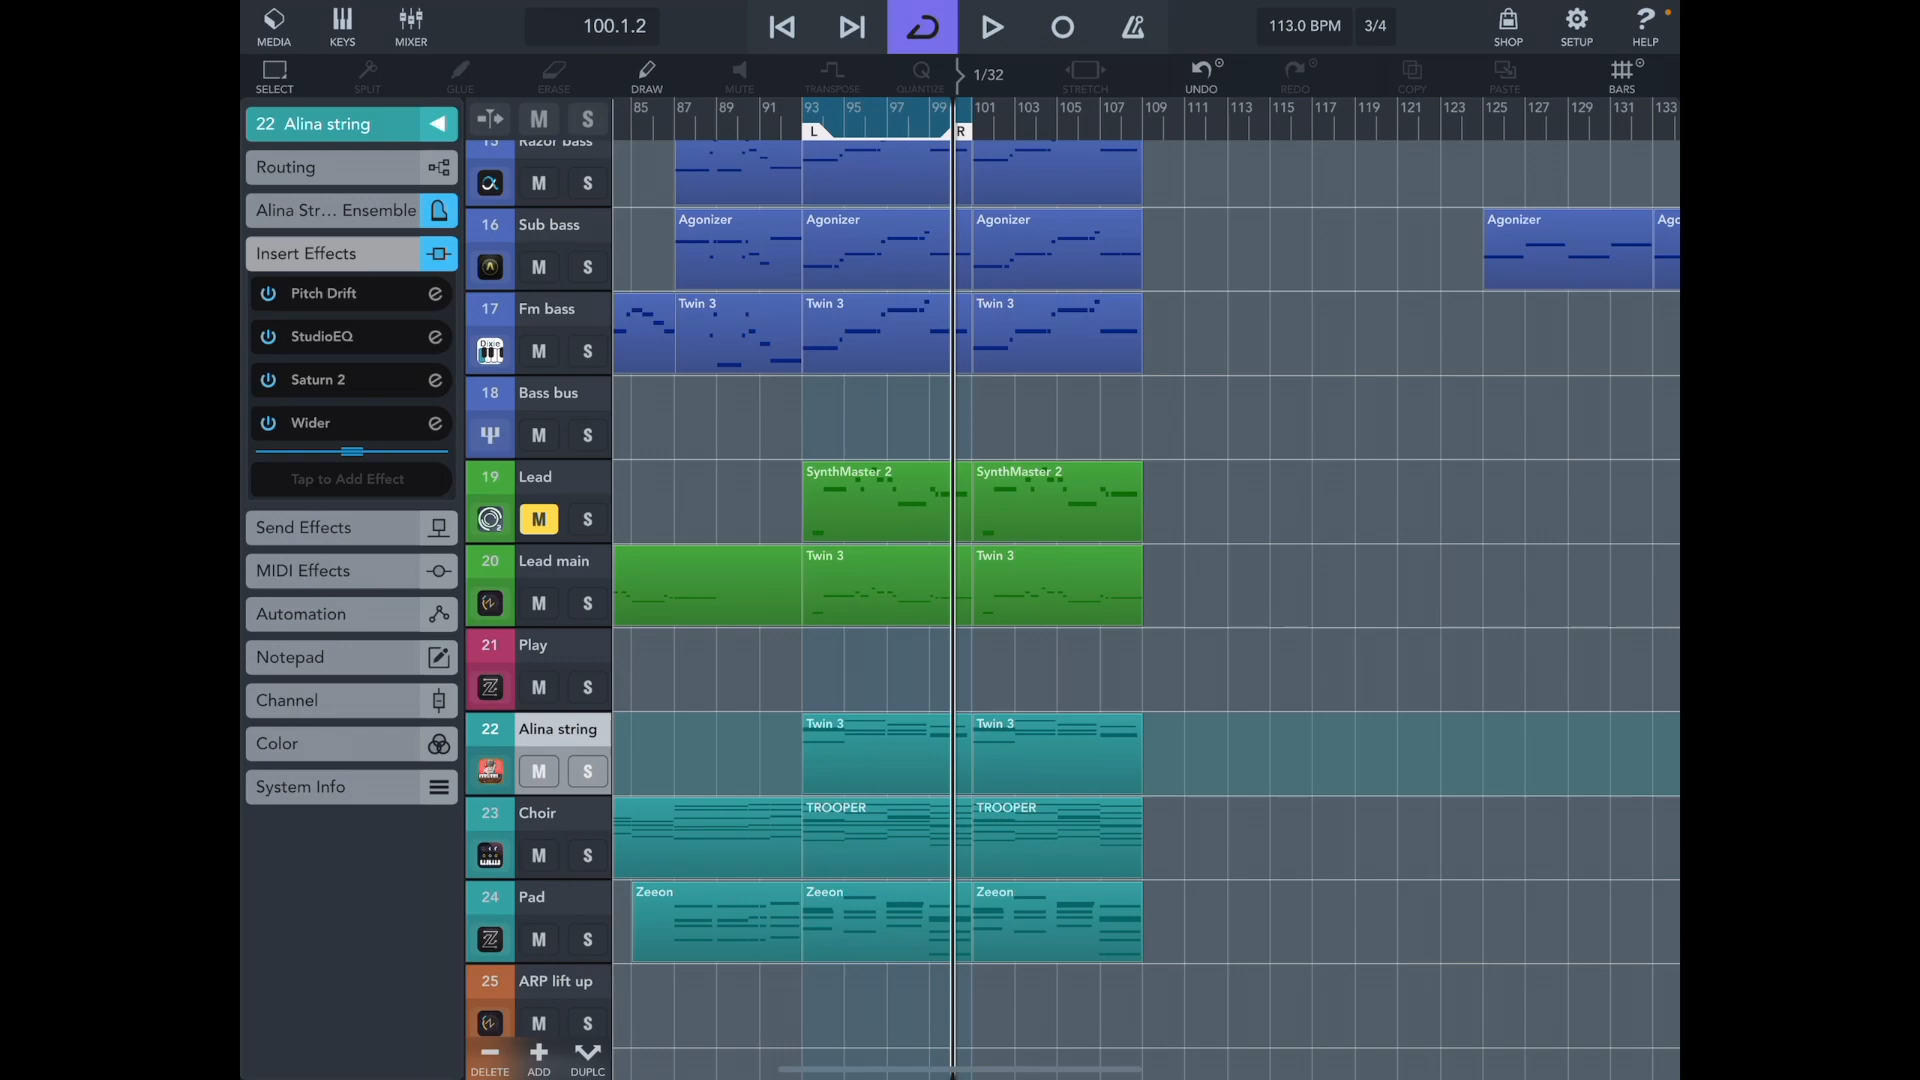 MEDIA KEYS MIXER 100.1.2 113.0 BPM 3/4 SHOP SETUP HELP
SELECT SPLIT GLUE ERASE DRAW MUTE TRANSPOSE Q QUANTIZE 1/32 STRETCH UNDO REDO COPY PASTE BARS
22 Alina string M S 85 87 89 91 93 95 97 99 101 103 105 107 109 111 113 115 117 119 121 123 125 127 129 131 133
L R
Routing
Alina Str... Ensemble
Insert Effects
Pitch Drift e
StudioEQ e
Saturn 2 e
Wider e
Tap to Add Effect
Send Effects
MIDI Effects
Automation
Notepad
Channel
Color
System Info
15 Razor bass
M S
16 Sub bass Agonizer Agonizer Agonizer Agonizer Ago
M S
17 Fm bass Twin 3 Twin 3 Twin 3
Dixie M S
18 Bass bus
M S
19 Lead SynthMaster 2 SynthMaster 2
2 M S
20 Lead main Twin 3 Twin 3
M S
21 Play
M S
22 Alina string Twin 3 Twin 3
M S
23 Choir TROOPER TROOPER
M S
24 Pad Zeeon Zeeon Zeeon
M S
25 ARP lift up
M S
DELETE ADD DUPLC